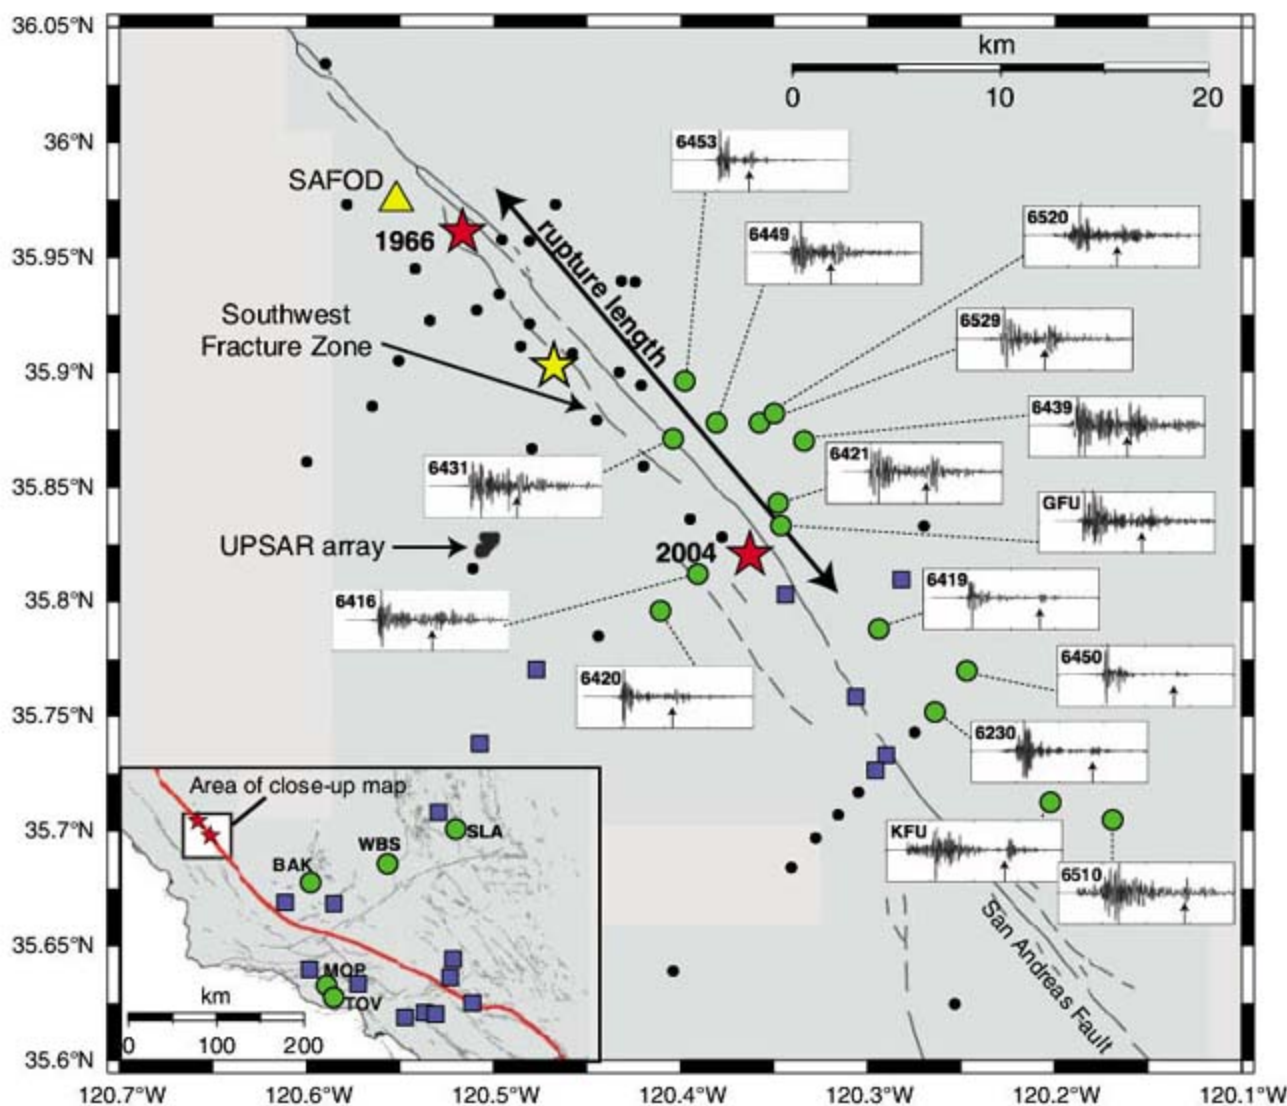 36.05°N
km
0 10 20
36°N
6453
SAFOD
6520
1966
6449
35.95°N
rupture length
Southwest
Fracture Zone
6529
35.9°N
6439
6421
6431
35.85°N
GFU
UPSAR array
2004
6419
6416
35.8°N
6450
6420
35.75°N
6230
Area of close-up map
35.7°N
SLA
KFU
WBS
BAK
6510
San Andreas Fault
35.65°N
MOP
km
TOV
0 100 200
35.6°N
120.7°W 120.6°W 120.5°W 120.4°W 120.3°W 120.2°W 120.1°W